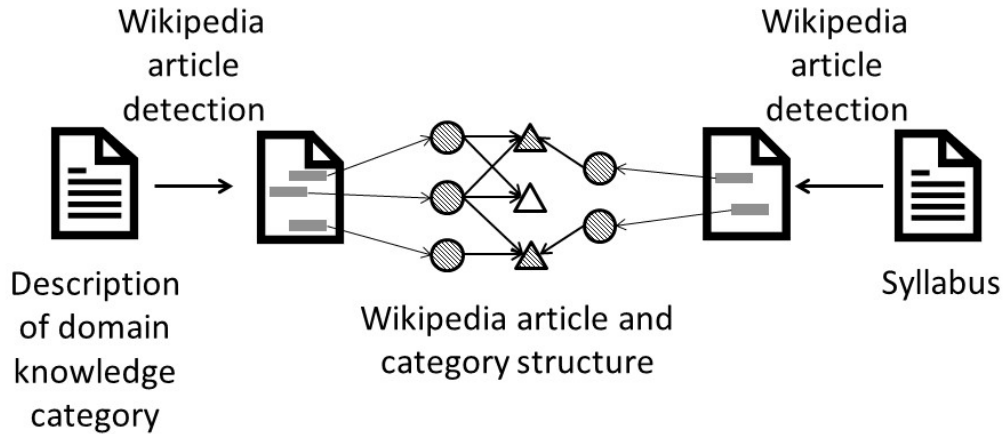 Wikipedia
article
detection
Wikipedia
article
detection
Description
of domain
knowledge
category
Wikipedia article and
category structure
Syllabus